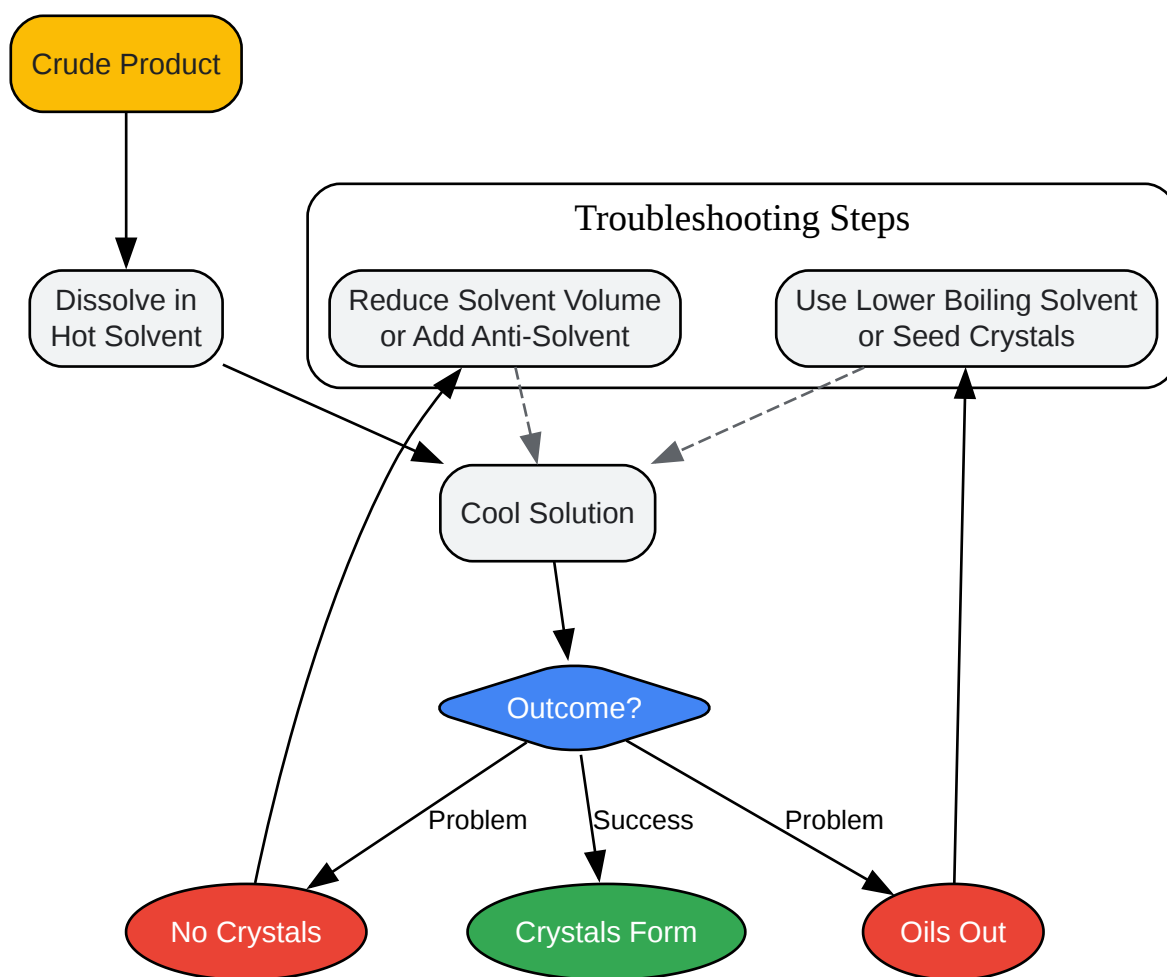 Crude Product
Troubleshooting Steps
Dissolve in
Hot Solvent
Reduce Solvent Volume
or Add Anti-Solvent
Use Lower Boiling Solvent
or Seed Crystals
Cool Solution
Outcome?
Problem
Success
Problem
No Crystals
Crystals Form
Oils Out